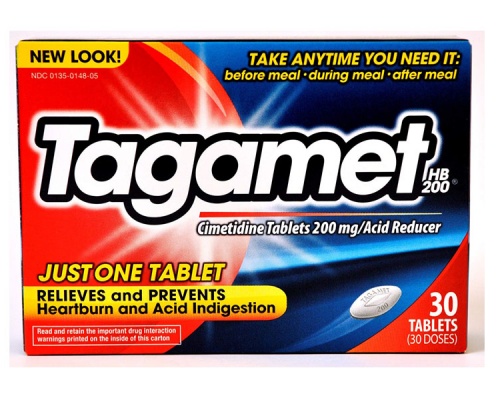 NEW LOOK!
NDC 0135-0148-05
TAKE ANYTIME YOU NEED IT:
before meal · during meal · after meal
Tagamet
HB
200®
Cimetidine Tablets 200 mg/Acid Reducer
JUST ONE TABLET
RELIEVES and PREVENTS
Heartburn and Acid Indigestion
Read and retain the important drug interaction
warnings printed on the inside of this carton
TAGAMET
200
30
TABLETS
(30 DOSES)